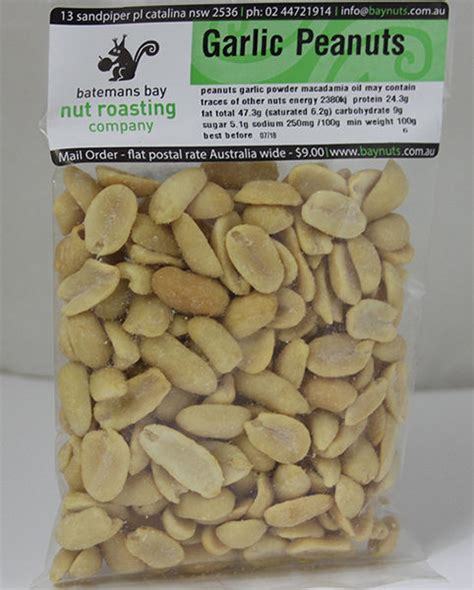 13 sandpiper pl catalina nsw 2536 | ph: 02 44721914 | info@baynuts.com.au
batemans bay
nut roasting
company
Garlic Peanuts
peanuts garlic powder macadamia oil may contain
traces of other nuts energy 2380kj protein 24.3g
fat total 47.3g (saturated 6.2g) carbohydrate 9g
sugar 5.1g sodium 250mg /100g min weight 100g
best before 07/18 6
Mail Order - flat postal rate Australia wide - $9.00 www.baynuts.com.au